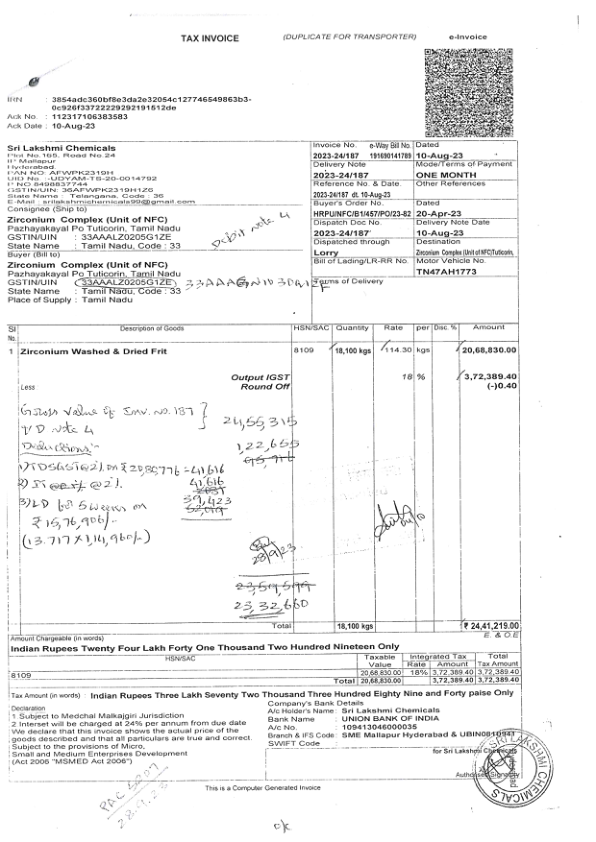 TAX INVOICE
(DUPLICATE FOR TRANSPORTER)
e-Invoice
IRN : 3854adc360bf8e3da2e32054c127746549863b3-
0c926f33722229292191512de
Ack No. : 112317106383583
Ack Date : 10-Aug-23
Sri Lakshmi Chemicals
Plot No.165, Road No.24
IP Mallapur
Hyderabad.
PAN NO: AFWPK2319H
UID No :-UDYAM-TS-20-0014792
P NO 8498837744
GSTIN/UIN: 36AFWPK2319H1Z6
State Name : Telangana, Code : 36
E-Mail : srilakshmichemicals99@gmail.com
Invoice No. e-Way Bill No. Dated
2023-24/187 191690141789 10-Aug-23
Delivery Note Mode/Terms of Payment
2023-24/187 ONE MONTH
Reference No. & Date. Other References
2023-24/187 dt. 10-Aug-23
Buyer's Order No. Dated
HRPU/NFC/B1/457/PO/23-82 20-Apr-23
Dispatch Doc No. Delivery Note Date
2023-24/187 10-Aug-23
Dispatched through Destination
Lorry Zirconium Complex (Unit of NFC)Tuticorin,
Bill of Lading/LR-RR No. Motor Vehicle No.
TN47AH1773
Terms of Delivery
Consignee (Ship to)
Zirconium Complex (Unit of NFC)
Pazhayakayal Po Tuticorin, Tamil Nadu
GSTIN/UIN : 33AAALZ0205G1ZE
State Name : Tamil Nadu, Code : 33
Debit note 4
Buyer (Bill to)
Zirconium Complex (Unit of NFC)
Pazhayakayal Po Tuticorin, Tamil Nadu
GSTIN/UIN : 33AAALZ0205G1ZE
State Name : Tamil Nadu, Code : 33
Place of Supply : Tamil Nadu
Sl No. Description of Goods HSN/SAC Quantity Rate per Disc. % Amount
1 Zirconium Washed & Dried Frit 8109 18,100 kgs 114.30 kgs 20,68,830.00
Output IGST 18 % 3,72,389.40
Less : Round Off (-)0.40
Gross Value of Inv. no. 187
D note 4
24,55,315
Deductions:-
1,22,655
1) TDS GST @2% on ₹ 20,80,776 = 41,616
2) IT @2% 41,616
3) LD for 5 weeks on 39,423
₹ 15,76,906/-
(13.717 x 1,14,960/-)
23,32,660
Total 18,100 kgs ₹ 24,41,219.00
E. & O.E
Amount Chargeable (in words)
Indian Rupees Twenty Four Lakh Forty One Thousand Two Hundred Nineteen Only
HSN/SAC Taxable Value Integrated Tax Rate Amount Total Tax Amount
8109 20,68,830.00 18% 3,72,389.40 3,72,389.40
Total 20,68,830.00 3,72,389.40 3,72,389.40
Tax Amount (in words) : Indian Rupees Three Lakh Seventy Two Thousand Three Hundred Eighty Nine and Forty paise Only
Company's Bank Details
A/c Holder's Name : Sri Lakshmi Chemicals
Bank Name : UNION BANK OF INDIA
A/c No. : 109413046000035
Branch & IFS Code : SME Mallapur Hyderabad & UBIN0810941
SWIFT Code :
Declaration
1 Subject to Medchal Malkajgiri Jurisdiction
2 Interset will be charged at 24% per annum from due date
We declare that this invoice shows the actual price of the
goods described and that all particulars are true and correct.
Subject to the provisions of Micro,
Small and Medium Enterprises Development
(Act 2006 "MSMED Act 2006")
for Sri Lakshmi Chemicals
Authorised Signatory
SRI LAKSHMI CHEMICALS
This is a Computer Generated Invoice